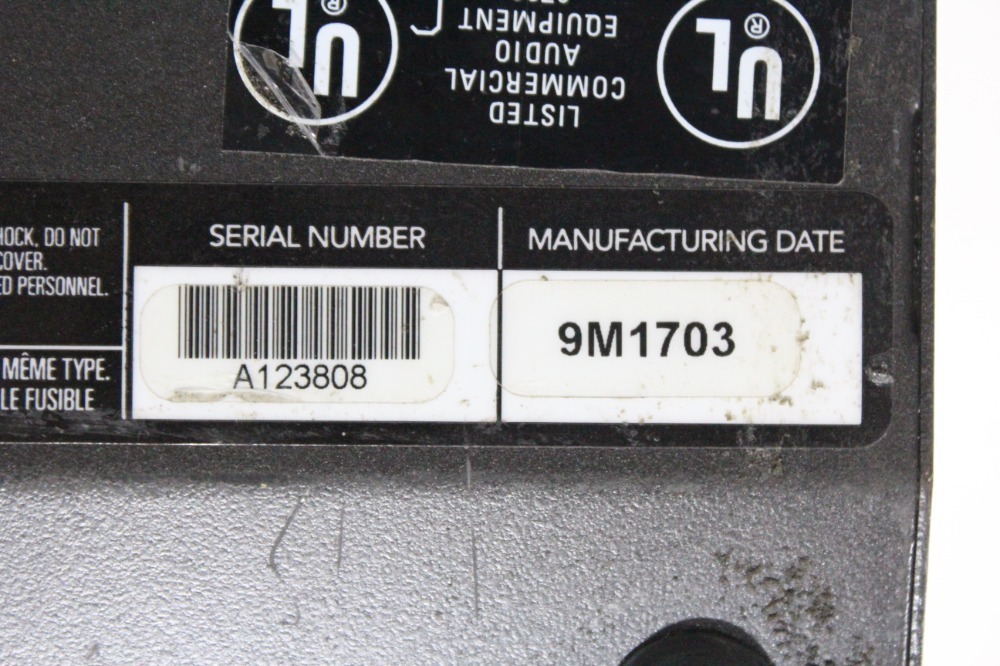 UL ®
UL ®
LISTED
COMMERCIAL
AUDIO
EQUIPMENT
HOCK, DO NOT
COVER.
ED PERSONNEL.
MÊME TYPE.
LE FUSIBLE
SERIAL NUMBER
A123808
MANUFACTURING DATE
9M1703